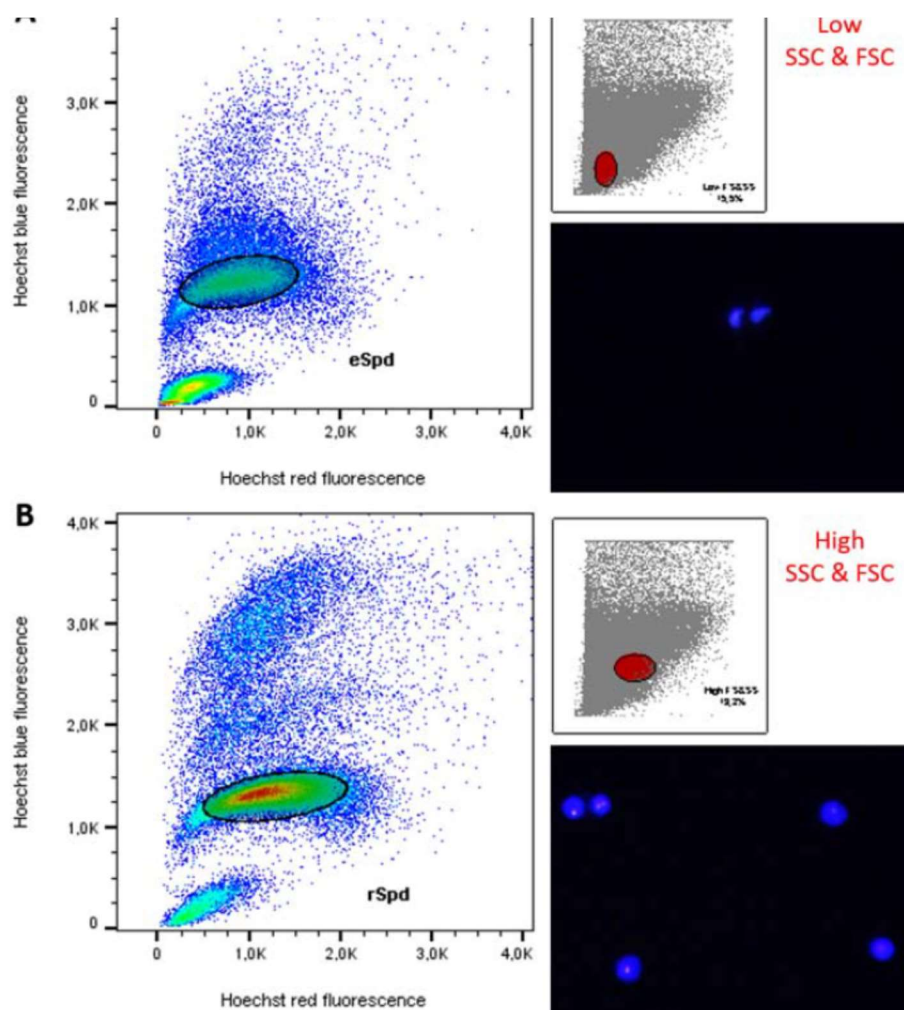 A
Low
SSC & FSC
Hoechst blue fluorescence
3,0K
2,0K
1,0K
0
eSpd
0 1,0K 2,0K 3,0K 4,0K
Hoechst red fluorescence
B
High
SSC & FSC
Hoechst blue fluorescence
4,0K
3,0K
2,0K
1,0K
0
rSpd
0 1,0K 2,0K 3,0K 4,0K
Hoechst red fluorescence